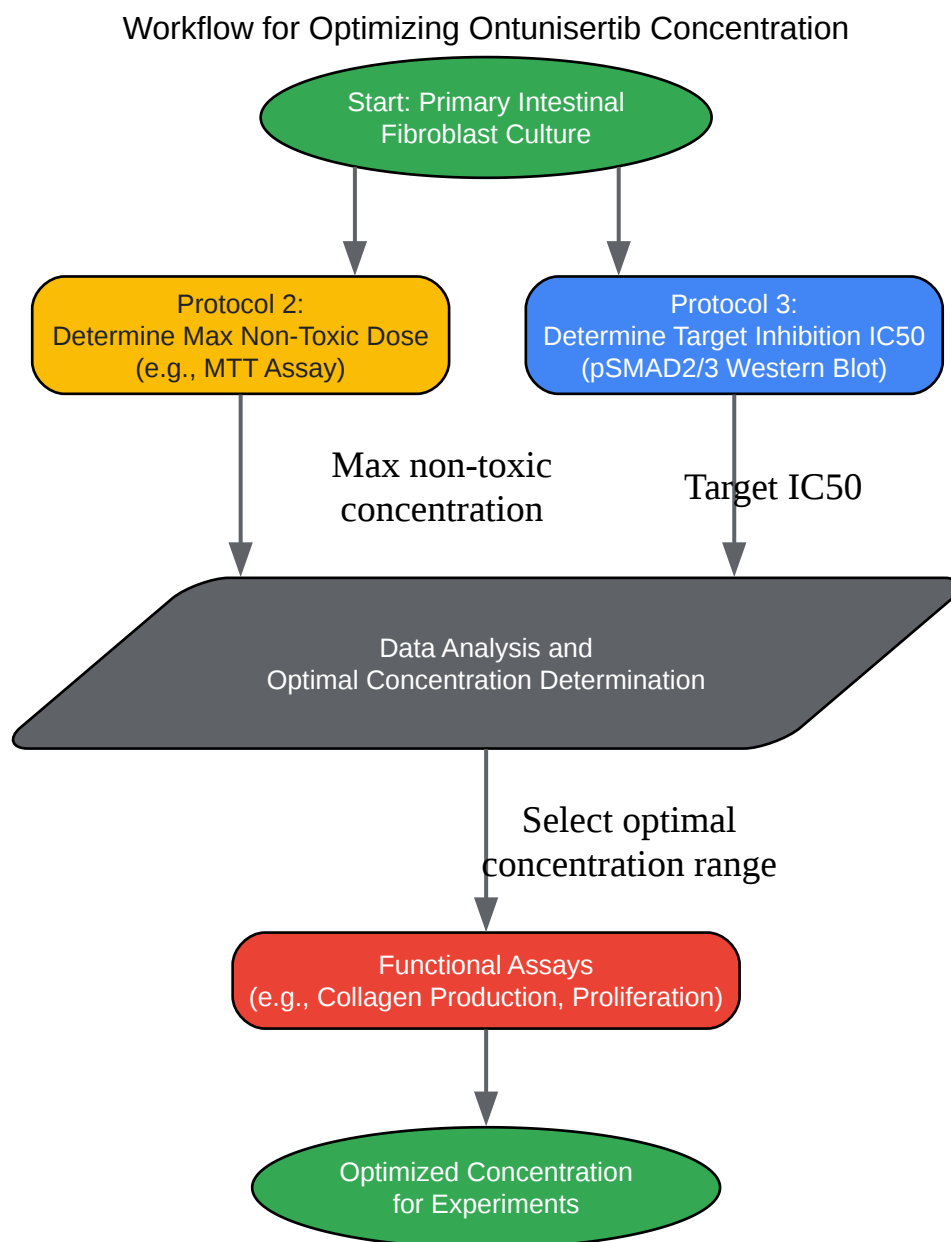 Workflow for Optimizing Ontunisertib Concentration
Start: Primary Intestinal
Fibroblast Culture
Protocol 2:
Determine Max Non-Toxic Dose
(e.g., MTT Assay)
Protocol 3:
Determine Target Inhibition IC50
(pSMAD2/3 Western Blot)
Max non-toxic
concentration
Target IC50
Data Analysis and
Optimal Concentration Determination
Select optimal
concentration range
Functional Assays
(e.g., Collagen Production, Proliferation)
Optimized Concentration
for Experiments